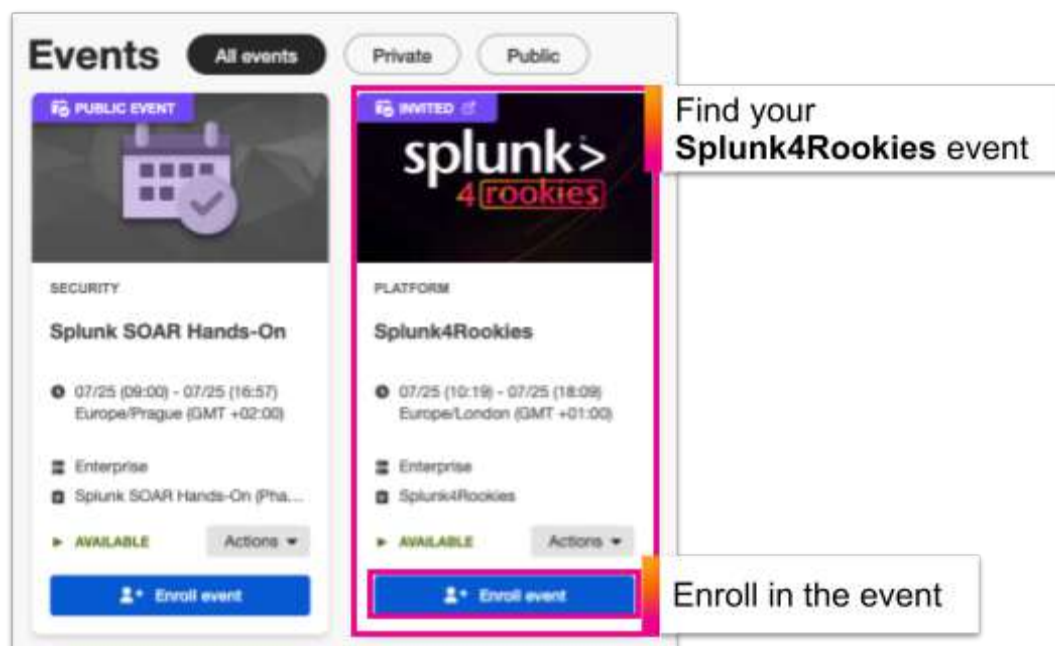 Events
All events
Private
Public
PUBLIC EVENT
SECURITY
Splunk SOAR Hands-On
07/25 (09:00) - 07/25 (16:57)
Europe/Prague (GMT +02:00)
Enterprise
Splunk SOAR Hands-On (Pha...
AVAILABLE
Actions
Enroll event
INVITED
splunk>
4 rookies
PLATFORM
Splunk4Rookies
07/25 (10:19) - 07/25 (18:09)
Europe/London (GMT +01:00)
Enterprise
Splunk4Rookies
AVAILABLE
Actions
Enroll event
Find your
Splunk4Rookies event
Enroll in the event